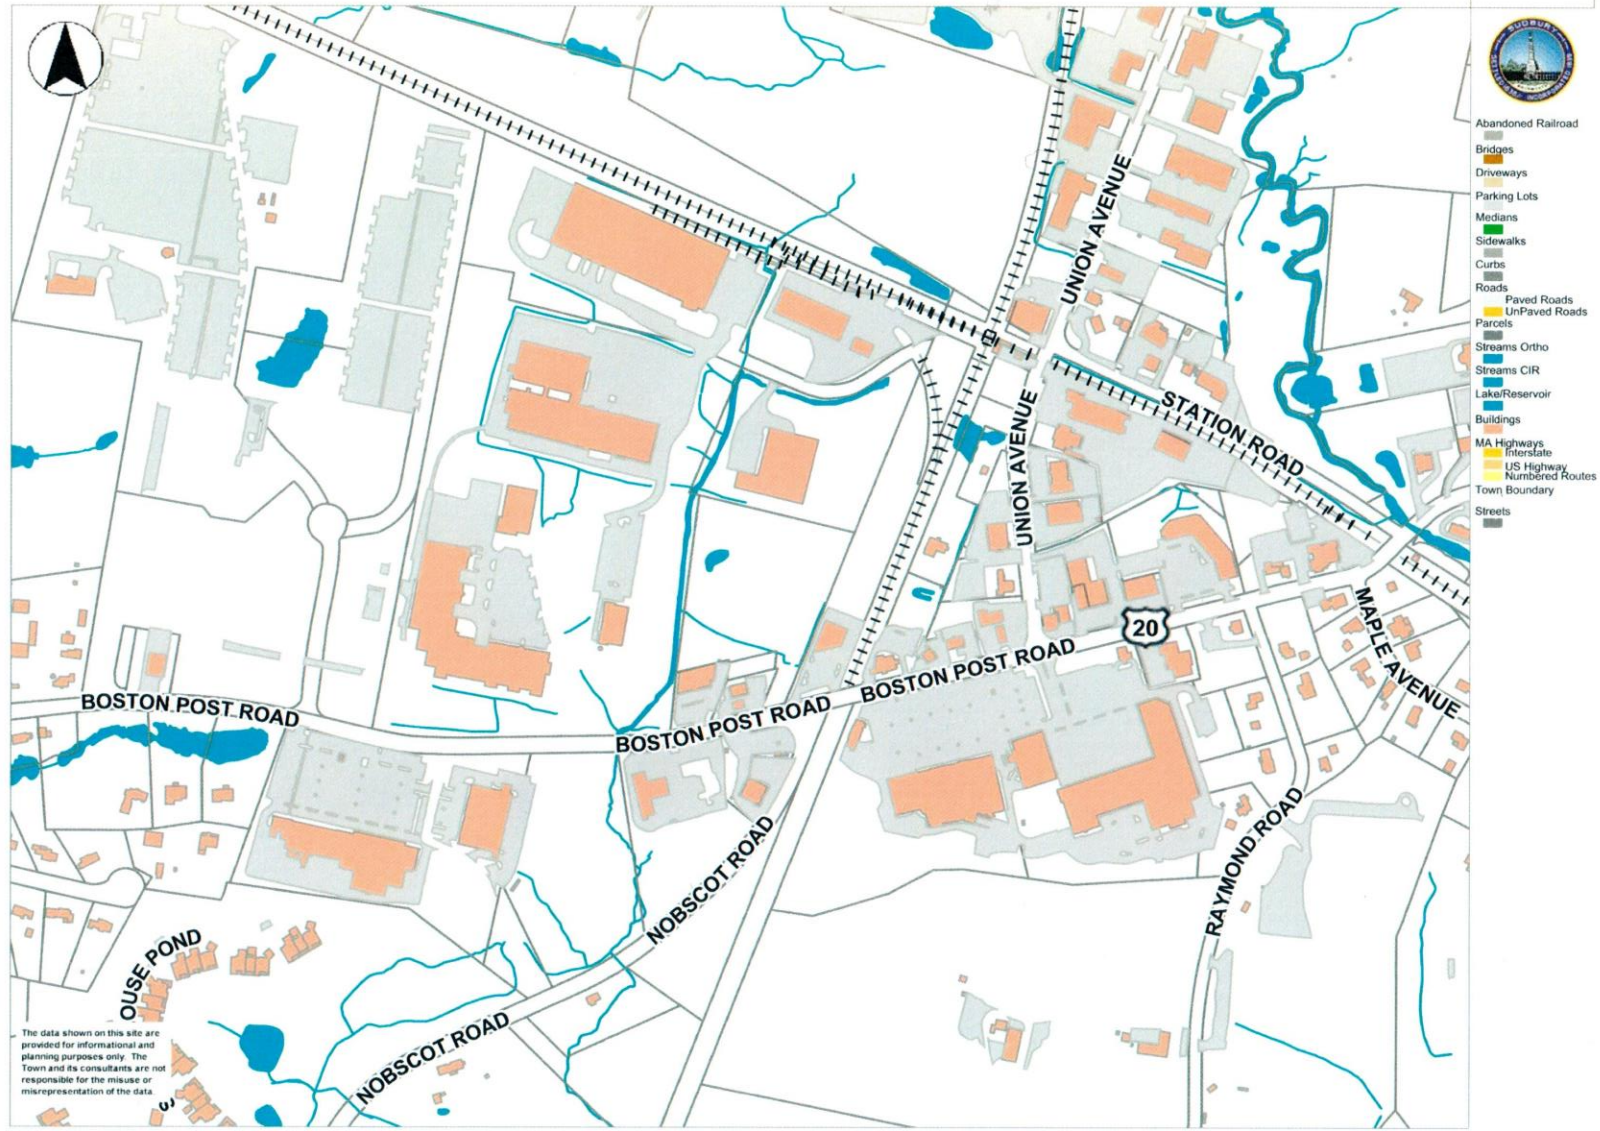 SUDBURY
Abandoned Railroad
Bridges
Driveways
Parking Lots
Medians
Sidewalks
Curbs
Roads
Paved Roads
UnPaved Roads
Parcels
Streams Ortho
Streams CIR
Lake/Reservoir
Buildings
MA Highways
Interstate
US Highway
Numbered Routes
Town Boundary
Streets
UNION AVENUE
UNION AVENUE
STATION ROAD
MAPLE AVENUE
20
BOSTON POST ROAD
BOSTON POST ROAD
BOSTON POST ROAD
NOBSCOT ROAD
RAYMOND ROAD
OUSE POND
NOBSCOT ROAD
The data shown on this site are
provided for informational and
planning purposes only. The
Town and its consultants are not
responsible for the misuse or
misrepresentation of the data.